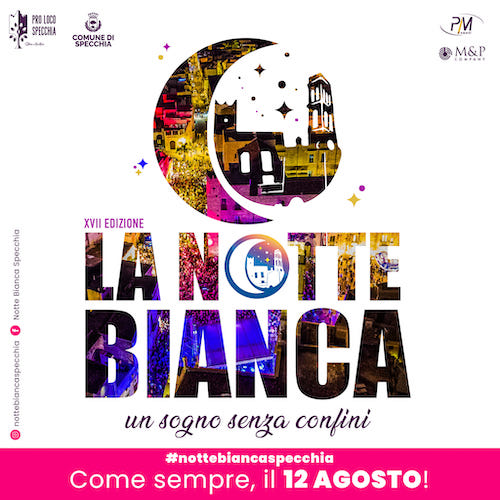 PRO LOCO
SPECCHIA
COMUNE DI
SPECCHIA
PM
M&P
COMPANY
XVII EDIZIONE
LA NOTTE
BIANCA
un sogno senza confini
Notte Bianca Specchia
nottebiancaspecchia
#nottebiancaspecchia
Come sempre, il 12 AGOSTO!